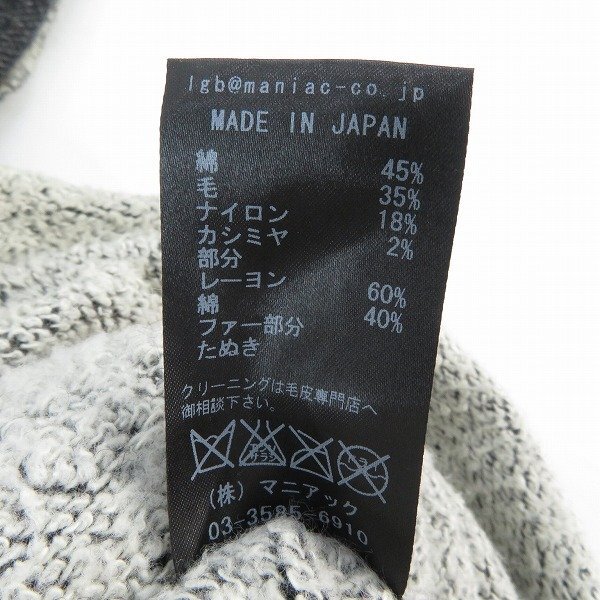 lgb@maniac-co.jp
MADE IN JAPAN
綿 45%
毛 35%
ナイロン 18%
カシミヤ 2%
部分
レーヨン 60%
綿 40%
ファー部分
たぬき
クリーニングは毛皮専門店へ
御相談下さい。
(株) マニアック
03-3585-6910